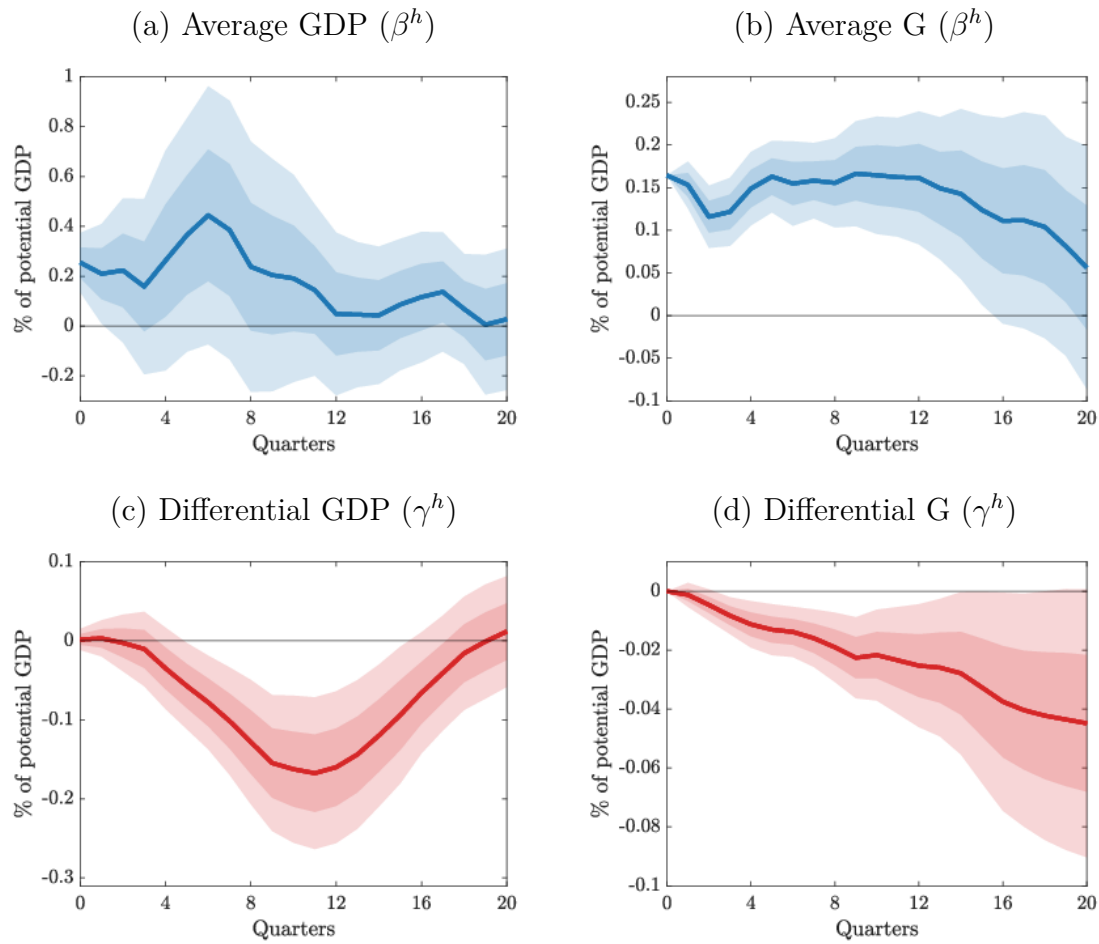 (a) Average GDP (β^h)
% of potential GDP
1
0.8
0.6
0.4
0.2
0
-0.2
0 4 8 12 16 20
Quarters
(b) Average G (β^h)
% of potential GDP
0.25
0.2
0.15
0.1
0.05
0
-0.05
-0.1
0 4 8 12 16 20
Quarters
(c) Differential GDP (γ^h)
% of potential GDP
0.1
0
-0.1
-0.2
-0.3
0 4 8 12 16 20
Quarters
(d) Differential G (γ^h)
% of potential GDP
0
-0.02
-0.04
-0.06
-0.08
-0.1
0 4 8 12 16 20
Quarters